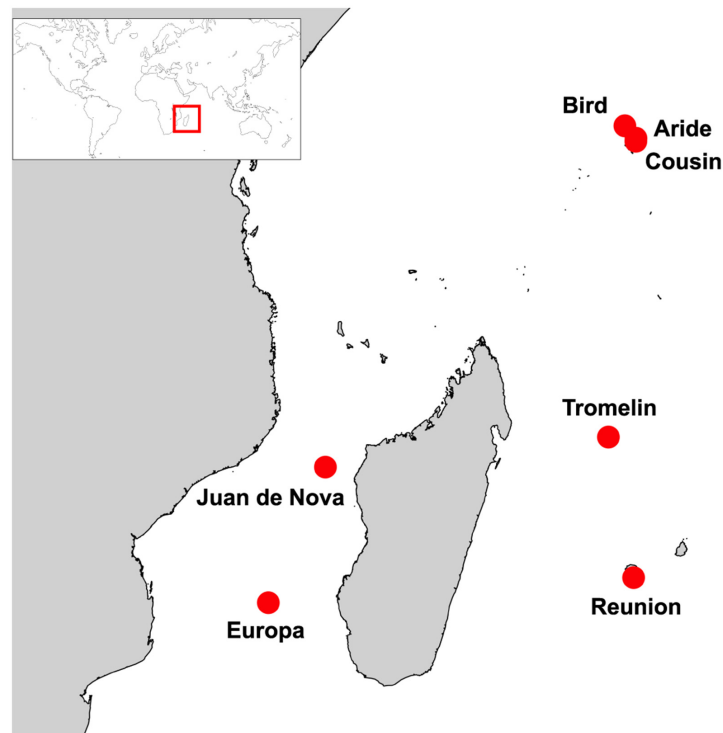 Bird
Aride
Cousin
Tromelin
Juan de Nova
Reunion
Europa